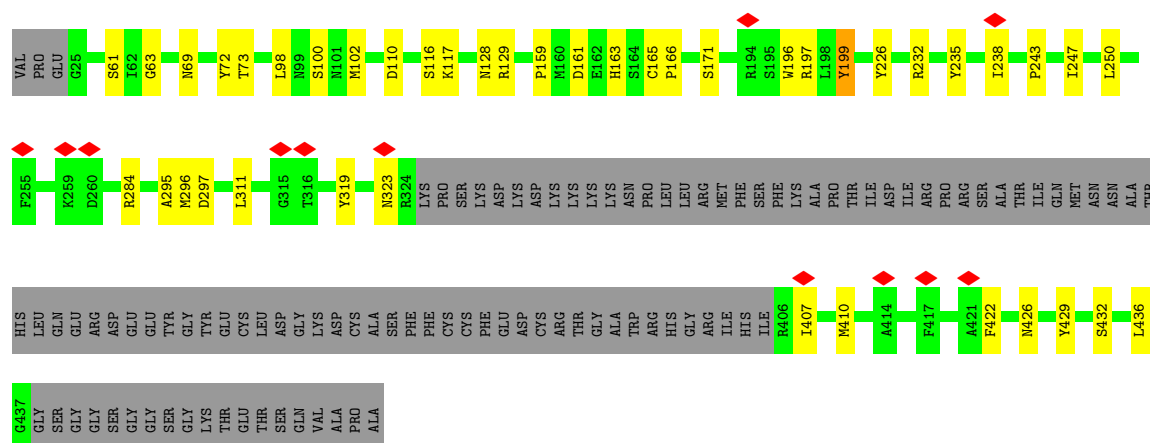 VAL PRO GLU G25 S61 I62 G63 N69 Y72 T73 L98 N99 S100 N101 M102 D110 S116 K117 N128 R129 P159 M160 D161 E162 H163 S164 C165 P166 S171 R194 S195 W196 R197 L198 Y199 Y226 R232 Y235 I238 P243 I247 L250
F255 K259 D260 R284 A295 M296 D297 L311 G315 T316 Y319 N323 R324 LYS PRO SER LYS ASP LYS ASP LYS LYS LYS LYS ASN PRO LEU LEU ARG MET PHE SER PHE LYS ALA PRO THR ILE ASP ILE ARG PRO ARG SER ALA THR ILE GLN MET ASN ASN ALA THR
HIS LEU GLN GLU ARG ASP GLU GLU TYR GLY TYR GLU CYS LEU ASP GLY LYS ASP CYS ALA SER PHE PHE CYS CYS PHE GLU ASP CYS ARG THR GLY ALA TRP ARG HIS GLY ARG ILE HIS ILE R406 I407 M410 A414 F417 A421 F422 N426 Y429 S432 L436
G437 GLY SER GLY GLY SER GLY GLY SER SER GLY LYS THR GLU THR SER GLN VAL ALA PRO ALA